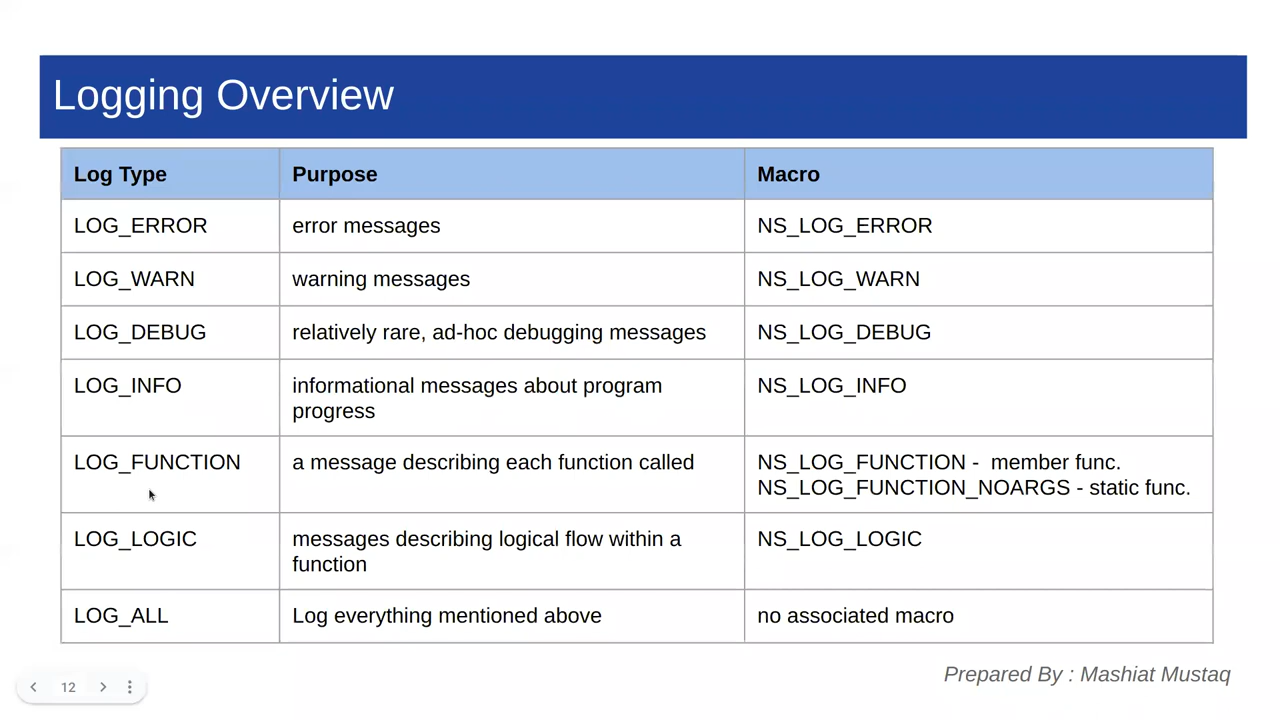 Logging Overview
Log Type Purpose Macro
LOG_ERROR error messages NS_LOG_ERROR
LOG_WARN warning messages NS_LOG_WARN
LOG_DEBUG relatively rare, ad-hoc debugging messages NS_LOG_DEBUG
LOG_INFO informational messages about program NS_LOG_INFO
progress
LOG_FUNCTION a message describing each function called NS_LOG_FUNCTION - member func.
NS_LOG_FUNCTION_NOARGS - static func.
LOG_LOGIC messages describing logical flow within a NS_LOG_LOGIC
function
LOG_ALL Log everything mentioned above no associated macro
Prepared By : Mashiat Mustaq
12